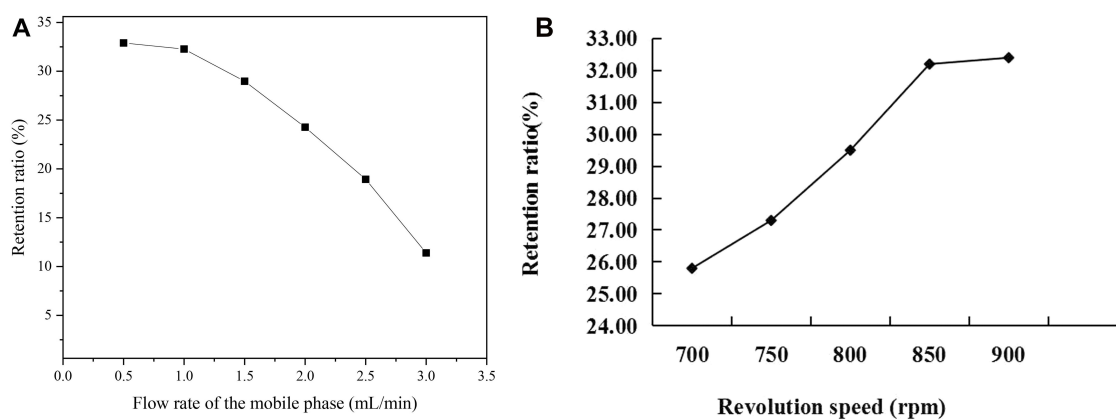 A
35
30
25
20
15
10
5
0.0 0.5 1.0 1.5 2.0 2.5 3.0 3.5
Retention ratio (%)
Flow rate of the mobile phase (mL/min)
B
33.00
32.00
31.00
30.00
29.00
28.00
27.00
26.00
25.00
24.00
700 750 800 850 900
Retention ratio(%)
Revolution speed (rpm)